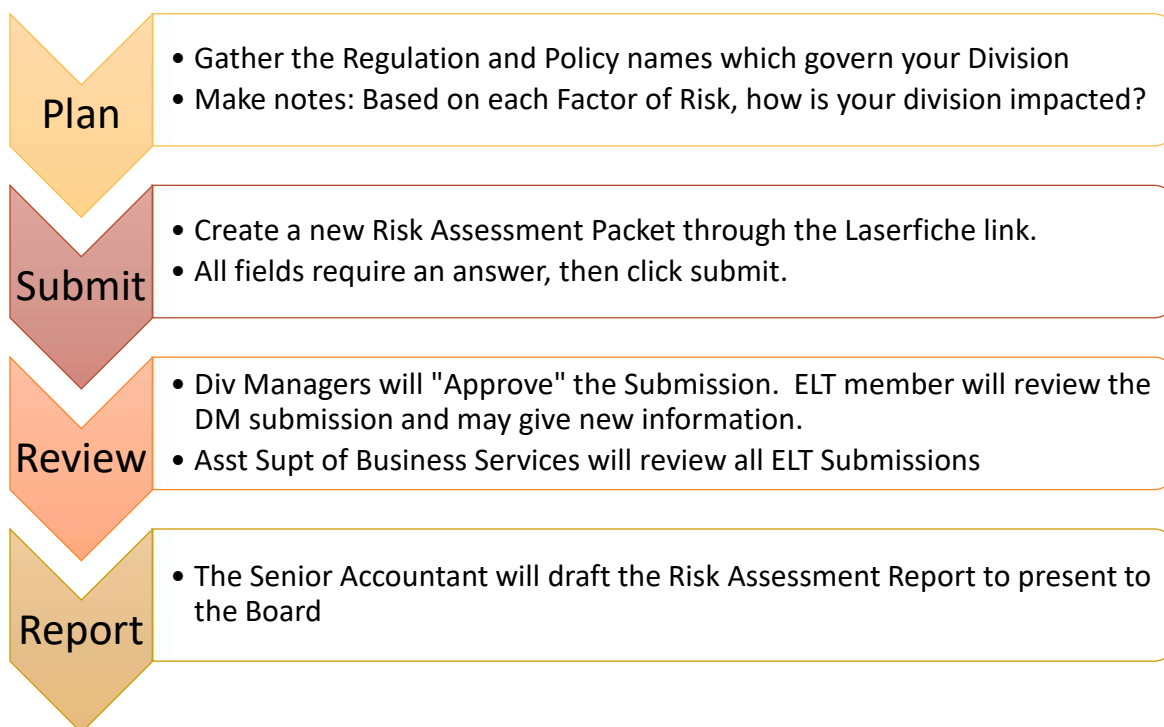 Plan
• Gather the Regulation and Policy names which govern your Division
• Make notes: Based on each Factor of Risk, how is your division impacted?
Submit
• Create a new Risk Assessment Packet through the Laserfiche link.
• All fields require an answer, then click submit.
Review
• Div Managers will "Approve" the Submission.  ELT member will review the
DM submission and may give new information.
• Asst Supt of Business Services will review all ELT Submissions
Report
• The Senior Accountant will draft the Risk Assessment Report to present to
the Board